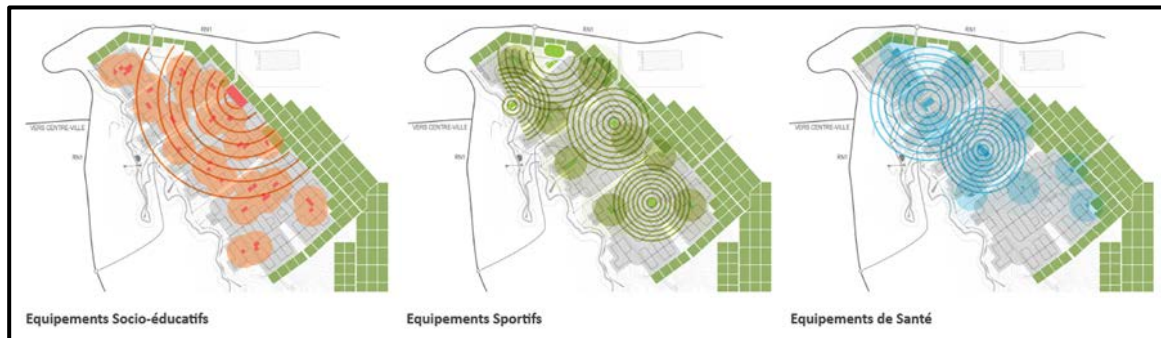 RN1
VERS CENTRE-VILLE
RN1
RN1
VERS CENTRE-VILLE
RN1
RN1
VERS CENTRE-VILLE
RN1
Equipements Socio-éducatifs
Equipements Sportifs
Equipements de Santé